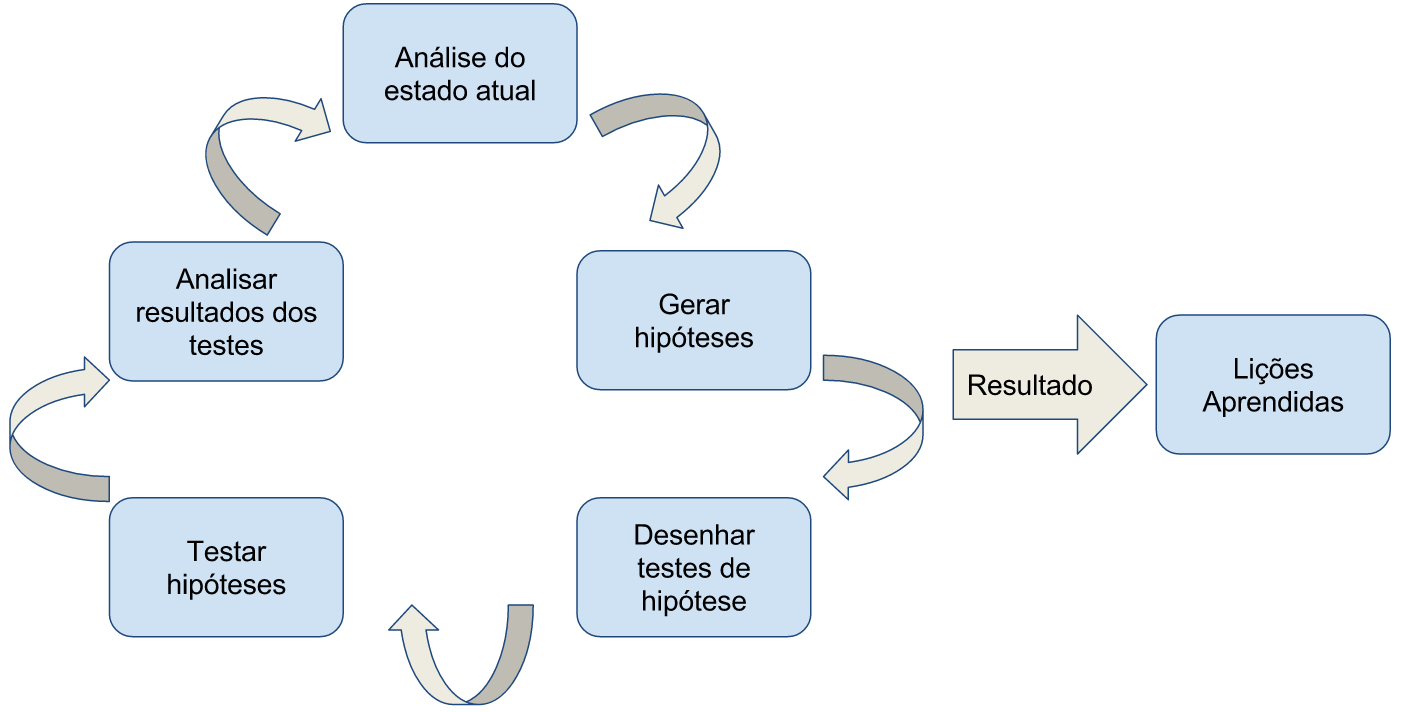 Análise do
estado atual
Gerar
hipóteses
Desenhar
testes de
hipótese
Testar
hipóteses
Analisar
resultados dos
testes
Resultado
Lições
Aprendidas